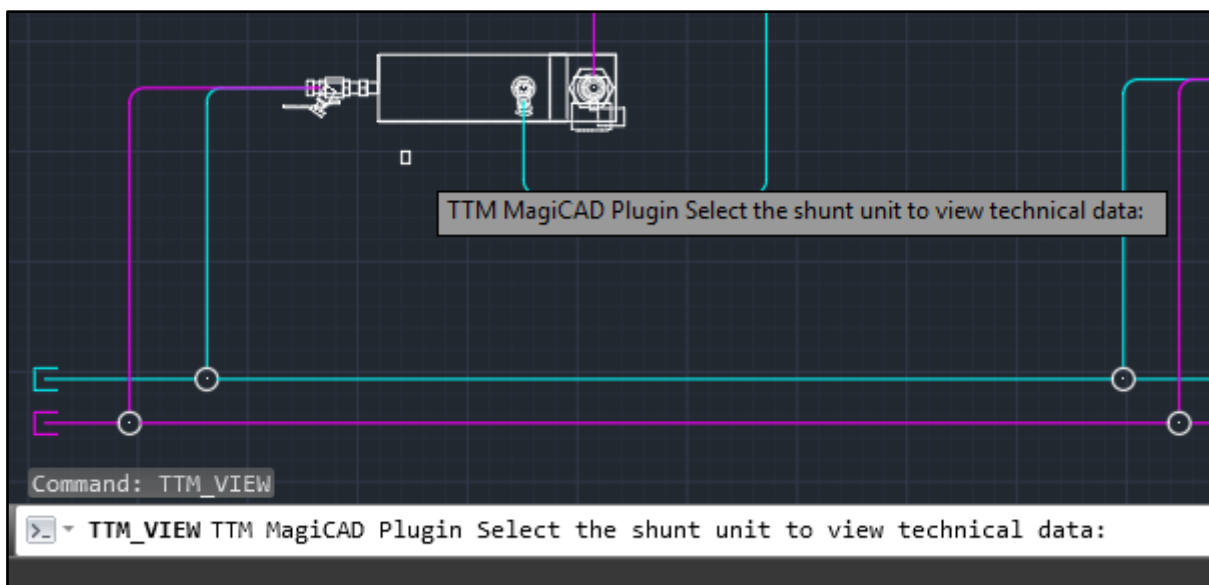 TTM MagiCAD Plugin Select the shunt unit to view technical data:
Command: TTM_VIEW
>_ TTM_VIEW TTM MagiCAD Plugin Select the shunt unit to view technical data: